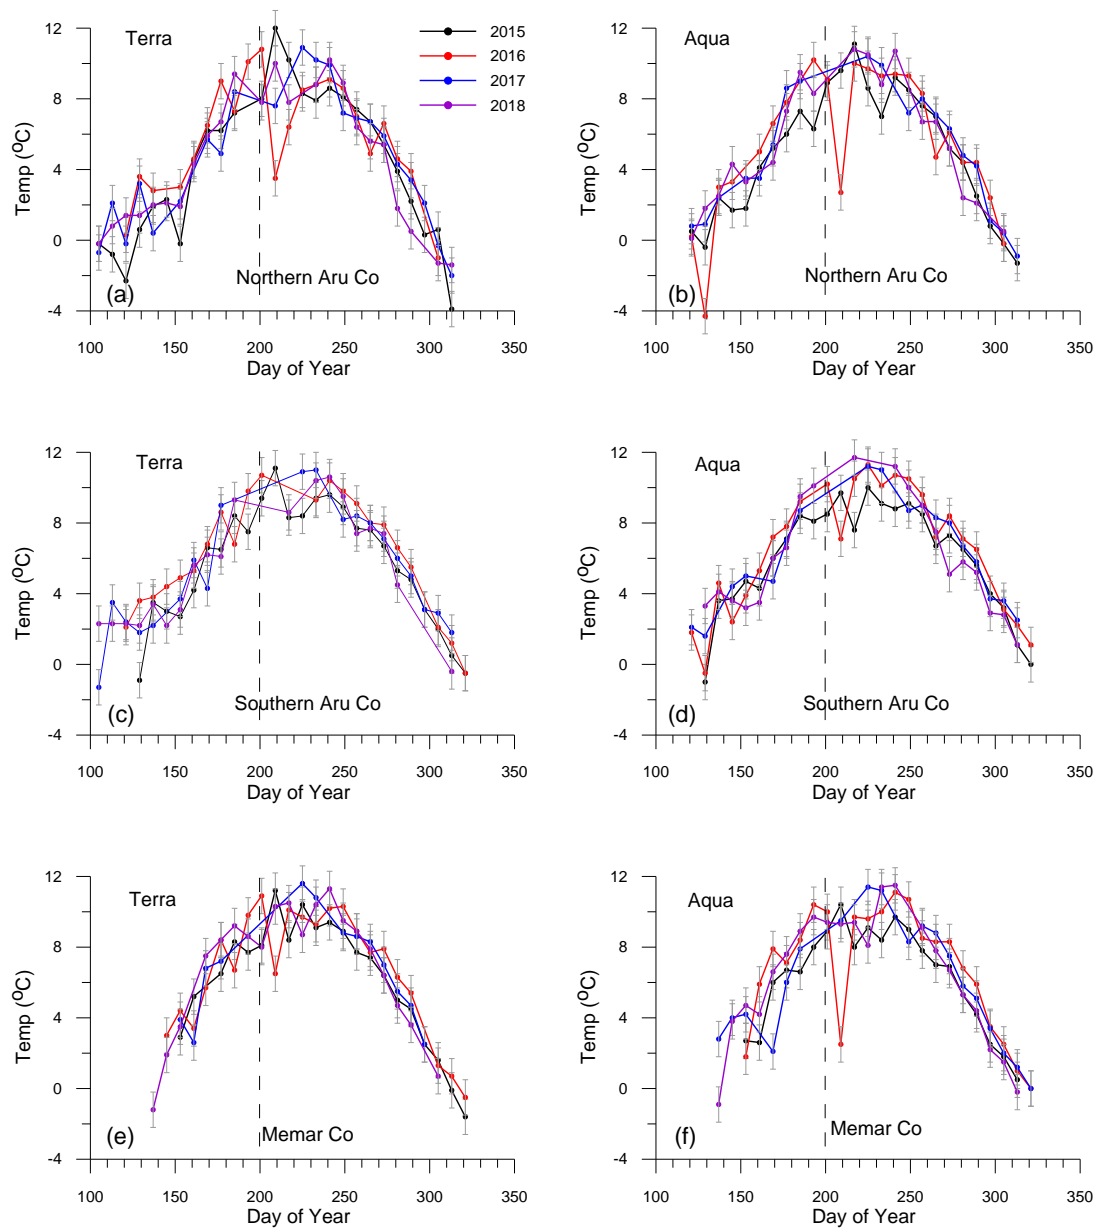 12
8
4
0
-4
Temp (⁰C)
Terra
2015
2016
2017
2018
Northern Aru Co
(a)
100 150 200 250 300 350
Day of Year
12
8
4
0
-4
Temp (⁰C)
Aqua
Northern Aru Co
(b)
100 150 200 250 300 350
Day of Year
12
8
4
0
-4
Temp (⁰C)
Terra
Southern Aru Co
(c)
100 150 200 250 300 350
Day of Year
12
8
4
0
-4
Temp (⁰C)
Aqua
Southern Aru Co
(d)
100 150 200 250 300 350
Day of Year
12
8
4
0
-4
Temp (⁰C)
Terra
Memar Co
(e)
100 150 200 250 300 350
Day of Year
12
8
4
0
-4
Temp (⁰C)
Aqua
Memar Co
(f)
100 150 200 250 300 350
Day of Year